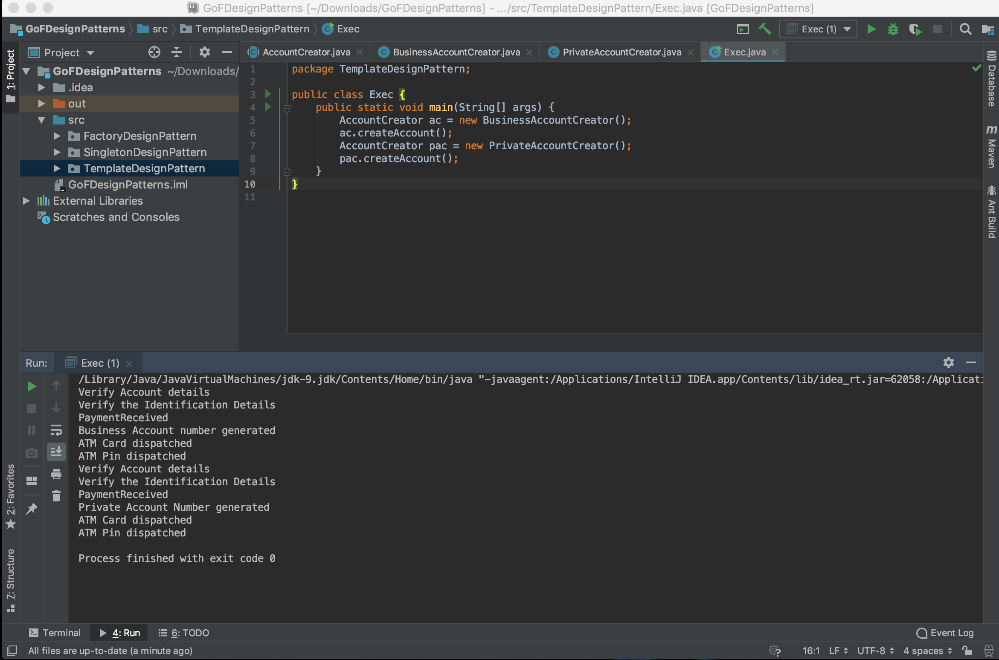 GoFDesignPatterns [~/Downloads/GoFDesignPatterns] - .../src/TemplateDesignPattern/Exec.java [GoFDesignPatterns]
GoFDesignPatterns src TemplateDesignPattern Exec Exec (1)
1: Project
Project
AccountCreator.java BusinessAccountCreator.java PrivateAccountCreator.java Exec.java
GoFDesignPatterns ~/Downloads/
.idea
out
src
FactoryDesignPattern
SingletonDesignPattern
TemplateDesignPattern
GoFDesignPatterns.iml
External Libraries
Scratches and Consoles
1 package TemplateDesignPattern;
2
3 public class Exec {
4 public static void main(String[] args) {
5 AccountCreator ac = new BusinessAccountCreator();
6 ac.createAccount();
7 AccountCreator pac = new PrivateAccountCreator();
8 pac.createAccount();
9 }
10 }
11
Database
m Maven
Ant Build
Run: Exec (1)
/Library/Java/JavaVirtualMachines/jdk-9.jdk/Contents/Home/bin/java "-javaagent:/Applications/IntelliJ IDEA.app/Contents/lib/idea_rt.jar=62058:/Applicati
Verify Account details
Verify the Identification Details
PaymentReceived
Business Account number generated
ATM Card dispatched
ATM Pin dispatched
Verify Account details
Verify the Identification Details
PaymentReceived
Private Account Number generated
ATM Card dispatched
ATM Pin dispatched
Process finished with exit code 0
2: Favorites
7: Structure
Terminal 4: Run 6: TODO Event Log
All files are up-to-date (a minute ago) 16:1 LF UTF-8 4 spaces